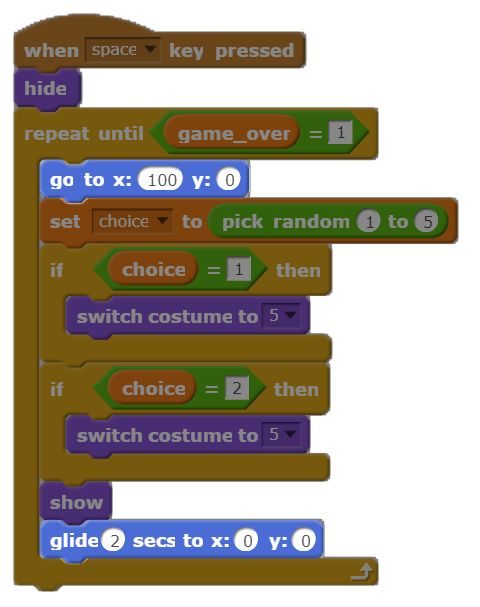 when space key pressed
hide
repeat until game_over = 1
go to x: 100 y: 0
set choice to pick random 1 to 5
if choice = 1 then
switch costume to 5
if choice = 2 then
switch costume to 5
show
glide 2 secs to x: 0 y: 0